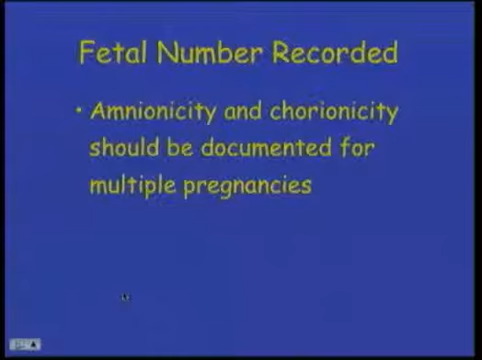 Fetal Number Recorded
• Amnionicity and chorionicity
should be documented for
multiple pregnancies